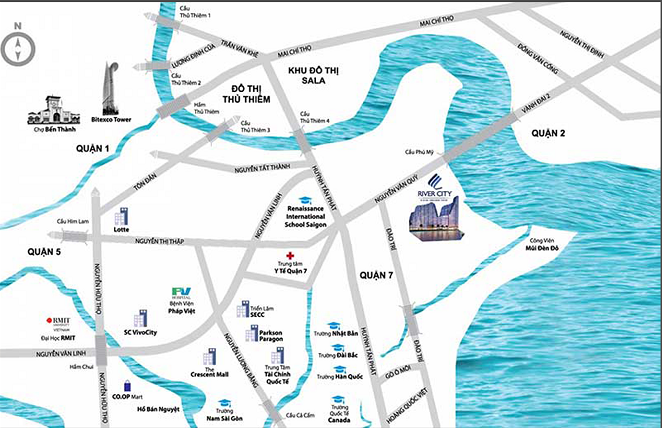 N
Cầu
Thủ Thiêm 1
LƯƠNG ĐỊNH CỦA
TRẦN VĂN KHÊ
MAI CHÍ THỌ
MAI CHÍ THỌ
NGUYỄN THỊ ĐỊNH
ĐỒNG VĂN CỐNG
Cầu
Thủ Thiêm 2
KHU ĐÔ THỊ
SALA
ĐÔ THỊ
THỦ THIÊM
Hầm
Thủ Thiêm
VÀNH ĐAI 2
Chợ Bến Thành
Bitexco Tower
Cầu
Thủ Thiêm 3
Cầu
Thủ Thiêm 4
QUẬN 1
QUẬN 2
Cầu Phú Mỹ
NGUYỄN TẤT THÀNH
TÔN ĐẢN
HUỲNH TẤN PHÁT
NGUYỄN VĂN QUỲ
RIVER CITY
NGUYỄN VĂN LINH
Renaissance
International
School Saigon
Cầu Him Lam
Lotte
NGUYỄN THỊ THẬP
ĐÀO TRÍ
Công Viên
Mũi Đèn Đỏ
QUẬN 5
Trung tâm
Y Tế Quận 7
QUẬN 7
NGUYỄN HỮU THỌ
PV
HOSPITAL
Bệnh Viện
Pháp Việt
Triển Lãm
SECC
RMIT
UNIVERSITY
VIETNAM
Đại Học RMIT
SC VivoCity
Parkson
Paragon
Trường Nhật Bản
HUỲNH TẤN PHÁT
ĐÀO TRÍ
NGUYỄN VĂN LINH
Trường Đài Bắc
Hầm Chui
The
Crescent Mall
NGUYỄN LƯƠNG BẰNG
Trung Tâm
Tài Chính
Quốc Tế
Trường Hàn Quốc
GÒ Ô MÔI
NGUYỄN HỮU THỌ
CO.OP Mart
Hồ Bán Nguyệt
Trường
Nam Sài Gòn
Cầu Cả Cấm
Trường
Quốc Tế
Canada
HOÀNG QUỐC VIỆT